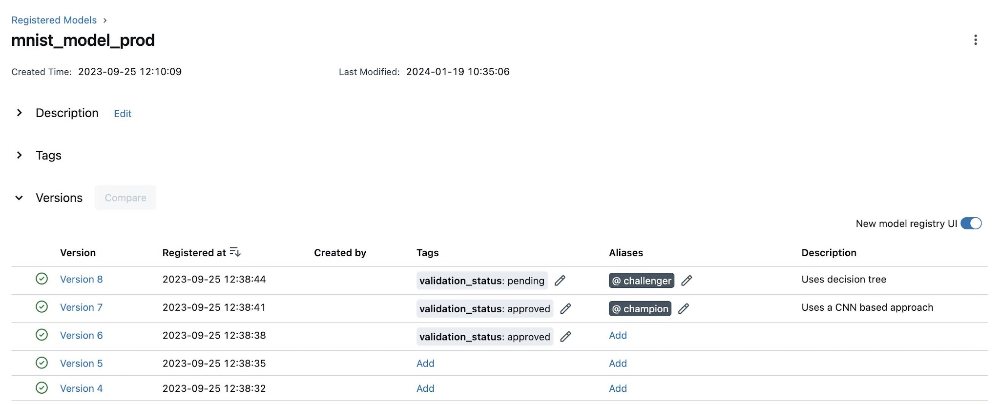 Registered Models ›
mnist_model_prod
Created Time: 2023-09-25 12:10:09 Last Modified: 2024-01-19 10:35:06
Description Edit
Tags
Versions Compare
New model registry UI
Version Registered at Created by Tags Aliases Description
Version 8 2023-09-25 12:38:44 validation_status: pending @ challenger Uses decision tree
Version 7 2023-09-25 12:38:41 validation_status: approved @ champion Uses a CNN based approach
Version 6 2023-09-25 12:38:38 validation_status: approved Add
Version 5 2023-09-25 12:38:35 Add Add
Version 4 2023-09-25 12:38:32 Add Add